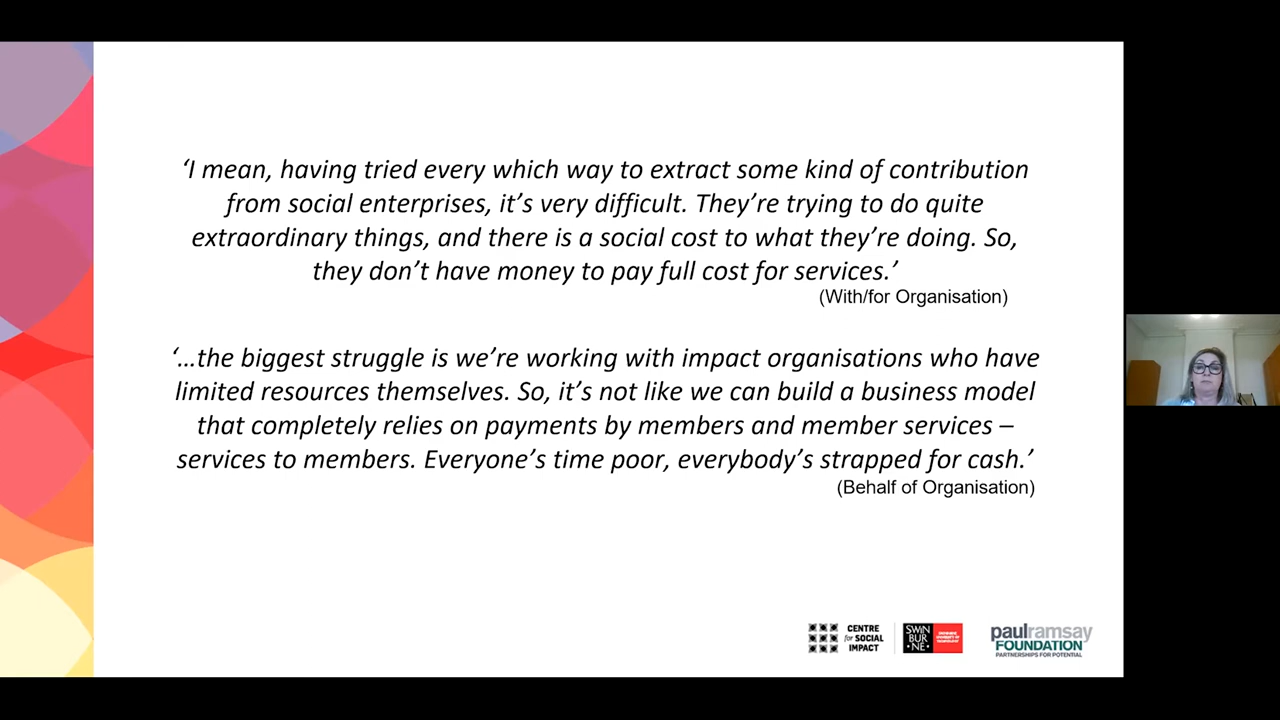 ‘I mean, having tried every which way to extract some kind of contribution
from social enterprises, it’s very difficult. They’re trying to do quite
extraordinary things, and there is a social cost to what they’re doing. So,
they don’t have money to pay full cost for services.’
(With/for Organisation)
‘…the biggest struggle is we’re working with impact organisations who have
limited resources themselves. So, it’s not like we can build a business model
that completely relies on payments by members and member services –
services to members. Everyone’s time poor, everybody’s strapped for cash.’
(Behalf of Organisation)
CENTRE
for SOCIAL
IMPACT
SWIN
BUR
NE
paulramsay
FOUNDATION
PARTNERSHIPS FOR POTENTIAL